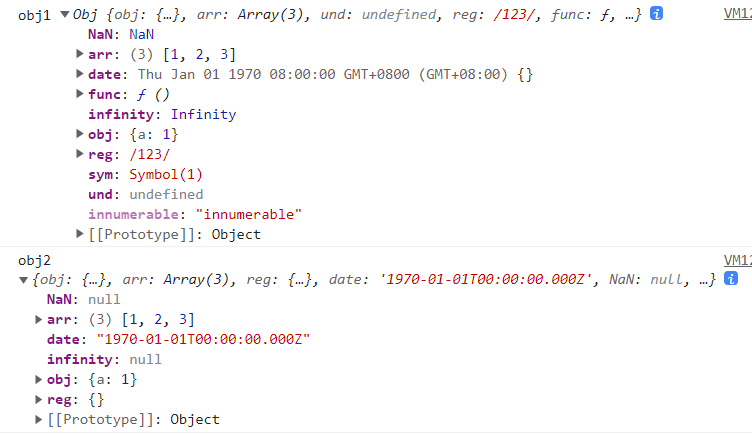 obj1 ▼Obj {obj: {…}, arr: Array(3), und: undefined, reg: /123/, func: ƒ, …} i VM12
NaN: NaN
▶ arr: (3) [1, 2, 3]
▶ date: Thu Jan 01 1970 08:00:00 GMT+0800 (GMT+08:00) {}
▶ func: ƒ ()
infinity: Infinity
▶ obj: {a: 1}
▶ reg: /123/
sym: Symbol(1)
und: undefined
innumerable: "innumerable"
▶ [[Prototype]]: Object
obj2 VM12
▼{obj: {…}, arr: Array(3), reg: {…}, date: '1970-01-01T00:00:00.000Z', NaN: null, …} i
NaN: null
▶ arr: (3) [1, 2, 3]
date: "1970-01-01T00:00:00.000Z"
infinity: null
▶ obj: {a: 1}
▶ reg: {}
▶ [[Prototype]]: Object